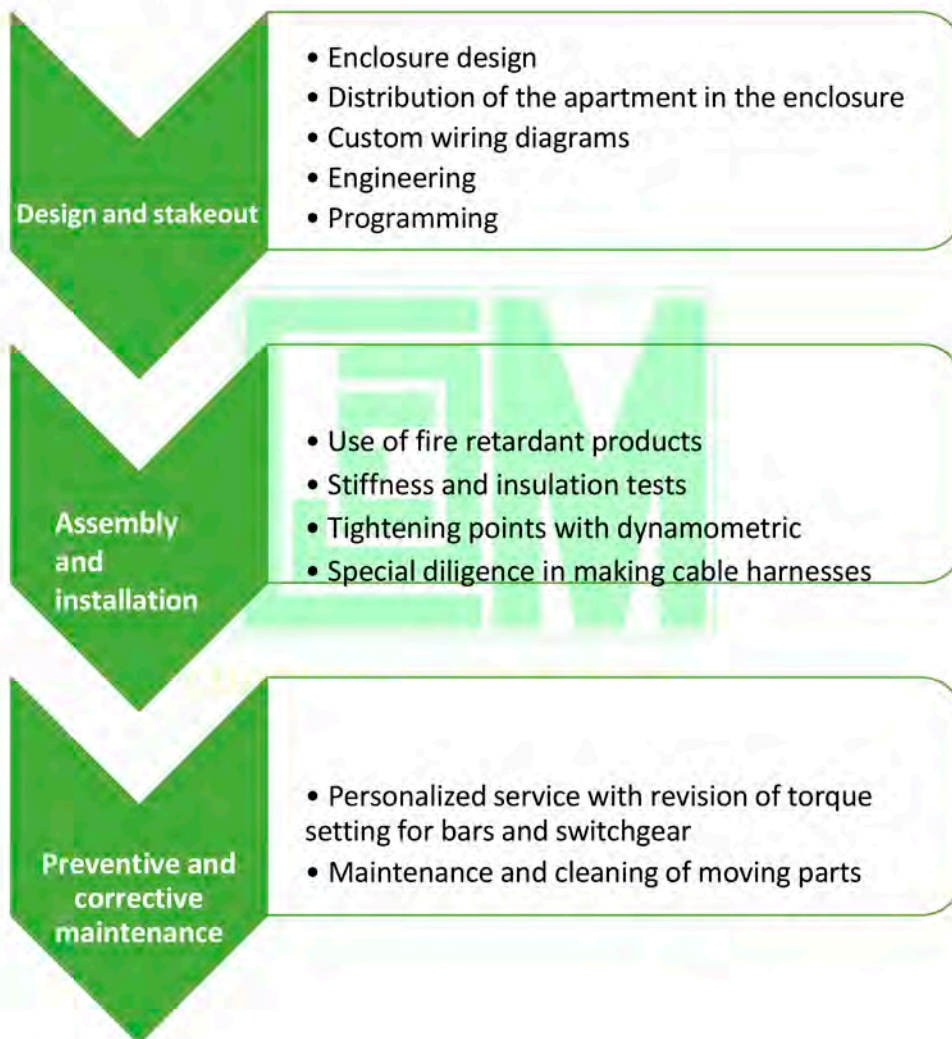 Design and stakeout
• Enclosure design
• Distribution of the apartment in the enclosure
• Custom wiring diagrams
• Engineering
• Programming
Assembly
and
installation
• Use of fire retardant products
• Stiffness and insulation tests
• Tightening points with dynamometric
• Special diligence in making cable harnesses
Preventive and
corrective
maintenance
• Personalized service with revision of torque
setting for bars and switchgear
• Maintenance and cleaning of moving parts